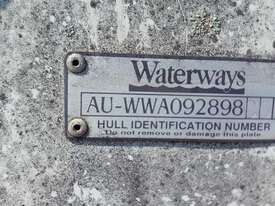 Waterways
AU-WWA092898
HULL IDENTIFICATION NUMBER
Do not remove or damage this plate